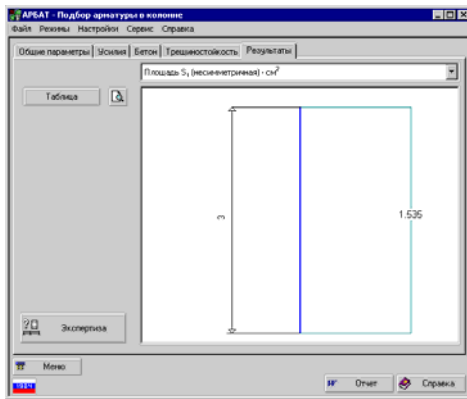 АРБАТ - Подбор арматуры в колонне
Файл Режимы Настройки Сервис Справка
Общие параметры Усилия Бетон Трещиностойкость Результаты
Площадь S₁ (несимметричная) - см²
Таблица
3
1.535
Экспертиза
Меню
Отчет Справка